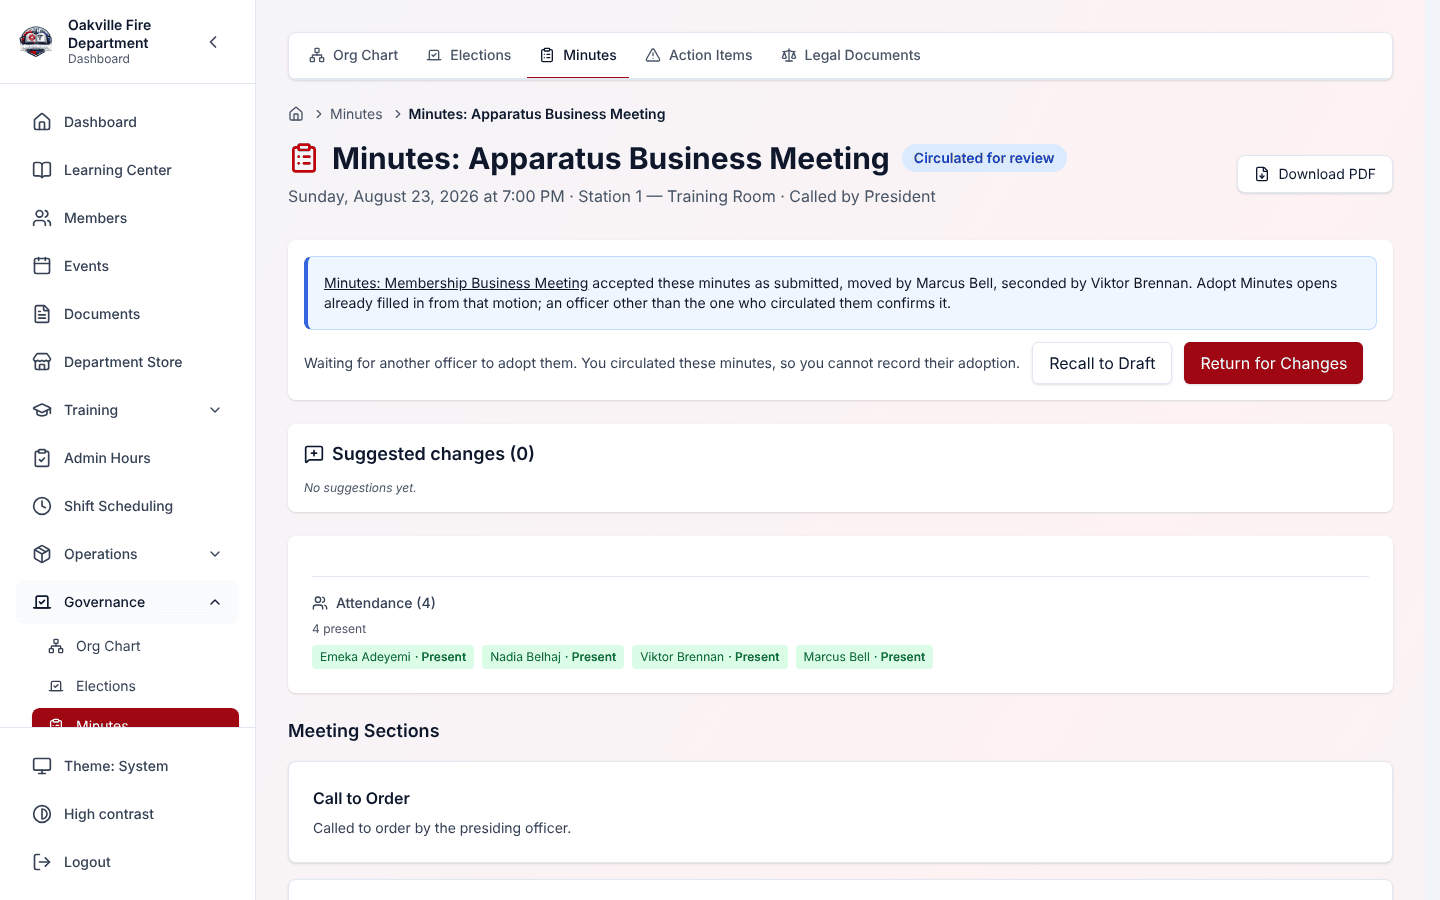 Oakville Fire
Department
Dashboard
Dashboard
Learning Center
Members
Events
Documents
Department Store
Training
Admin Hours
Shift Scheduling
Operations
Governance
Org Chart
Elections
Minutes
Theme: System
High contrast
Logout
Org Chart
Elections
Minutes
Action Items
Legal Documents
Minutes
Minutes: Apparatus Business Meeting
Minutes: Apparatus Business Meeting
Circulated for review
Sunday, August 23, 2026 at 7:00 PM · Station 1 — Training Room · Called by President
Download PDF
Minutes: Membership Business Meeting accepted these minutes as submitted, moved by Marcus Bell, seconded by Viktor Brennan. Adopt Minutes opens
already filled in from that motion; an officer other than the one who circulated them confirms it.
Waiting for another officer to adopt them. You circulated these minutes, so you cannot record their adoption.
Recall to Draft
Return for Changes
Suggested changes (0)
No suggestions yet.
Attendance (4)
4 present
Emeka Adeyemi · Present
Nadia Belhaj · Present
Viktor Brennan · Present
Marcus Bell · Present
Meeting Sections
Call to Order
Called to order by the presiding officer.